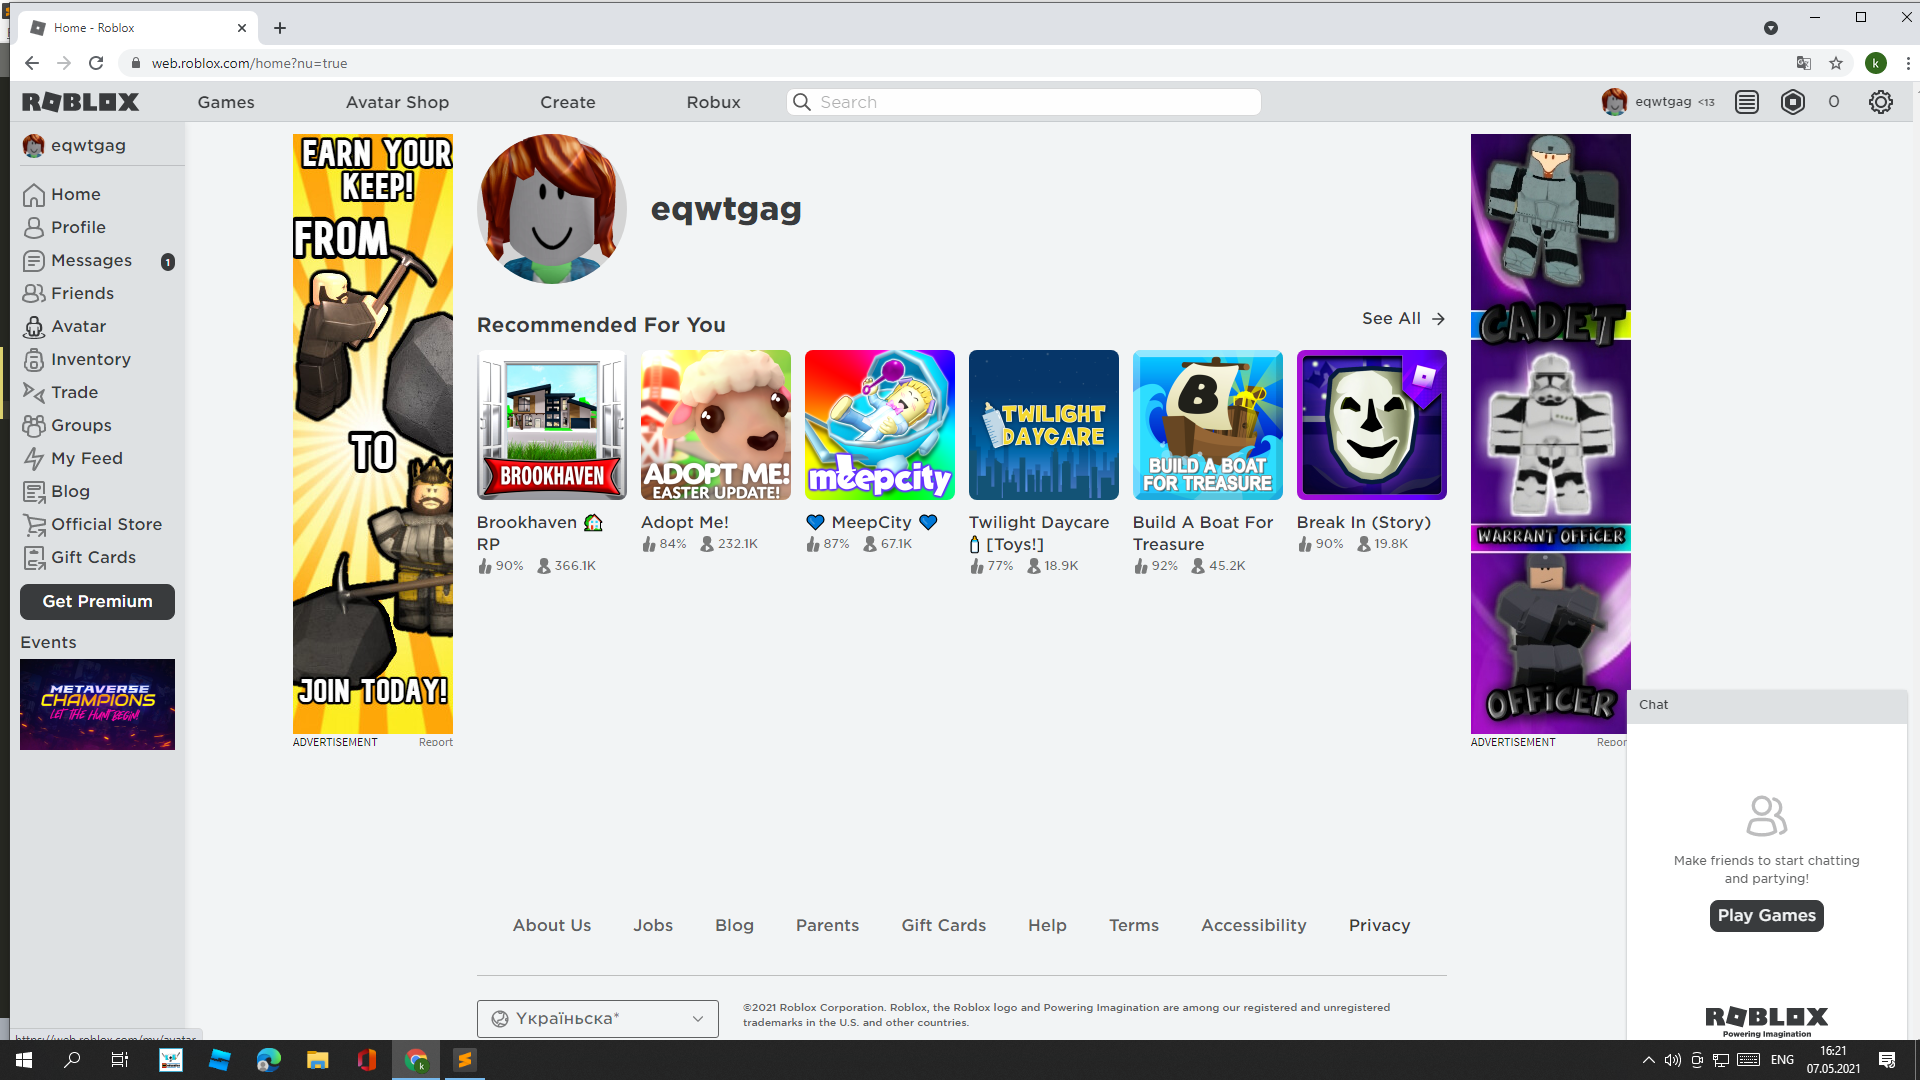 Home - Roblox
web.roblox.com/home?nu=true
k
ROBLOX
Games
Avatar Shop
Create
Robux
Search
eqwtgag <13
0
eqwtgag
Home
Profile
Messages 1
Friends
Avatar
Inventory
Trade
Groups
My Feed
Blog
Official Store
Gift Cards
Get Premium
Events
METAVERSE
CHAMPIONS
LET THE HUNT BEGIN!
EARN YOUR
KEEP!
FROM
TO
JOIN TODAY!
ADVERTISEMENT
Report
eqwtgag
Recommended For You
See All
BROOKHAVEN
Brookhaven 🏡
RP
90% 366.1K
ADOPT ME!
EASTER UPDATE!
Adopt Me!
84% 232.1K
meepcity
💙 MeepCity 💙
87% 67.1K
TWILIGHT
DAYCARE
Twilight Daycare
🍼 [Toys!]
77% 18.9K
B
BUILD A BOAT
FOR TREASURE
Build A Boat For
Treasure
92% 45.2K
Break In (Story)
90% 19.8K
CADET
WARRANT OFFiCER
OFFiCER
ADVERTISEMENT
Repor
Chat
Make friends to start chatting
and partying!
Play Games
ROBLOX
Powering Imagination
About Us
Jobs
Blog
Parents
Gift Cards
Help
Terms
Accessibility
Privacy
Українська*
©2021 Roblox Corporation. Roblox, the Roblox logo and Powering Imagination are among our registered and unregistered
trademarks in the U.S. and other countries.
https://web.roblox.com/my/avatar
k
ENG
16:21
07.05.2021